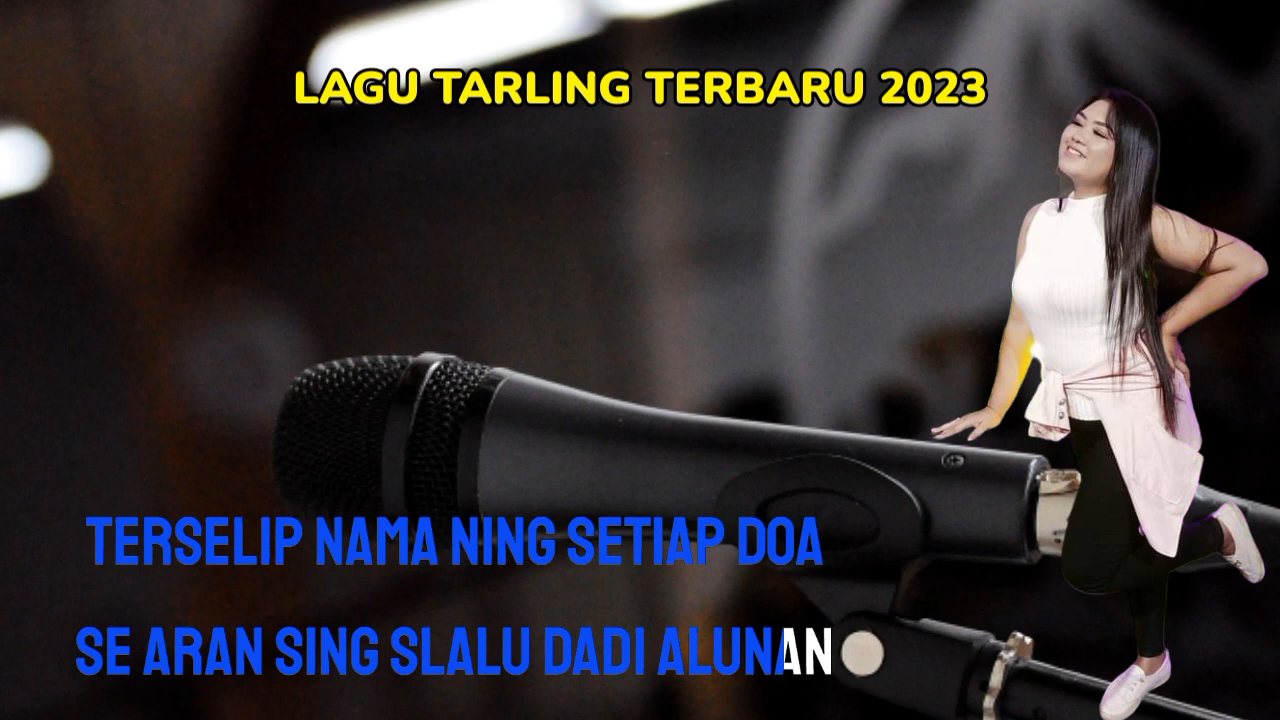 LAGU TARLING TERBARU 2023
TERSELIP NAMA NING SETIAP DOA
SE ARAN SING SLALU DADI ALUNAN